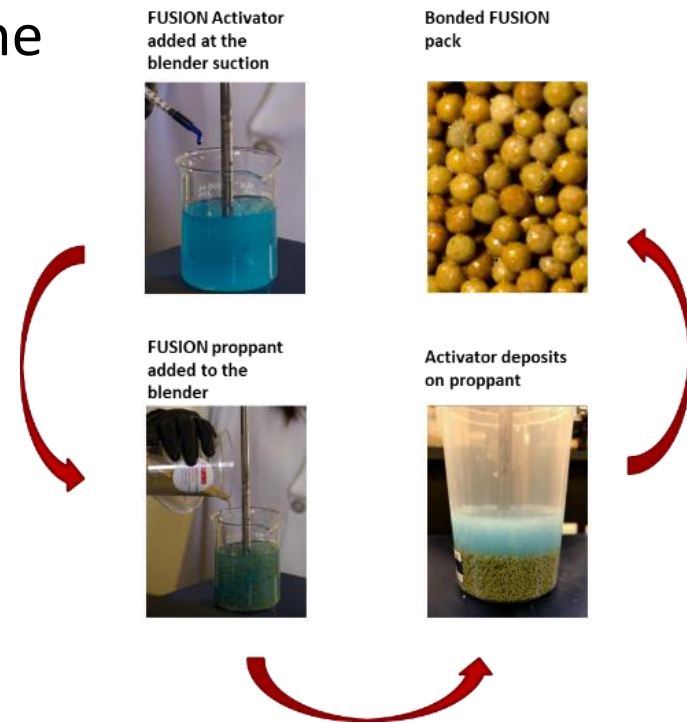 ne
FUSION Activator
added at the
blender suction
FUSION proppant
added to the
blender
Activator deposits
on proppant
Bonded FUSION
pack